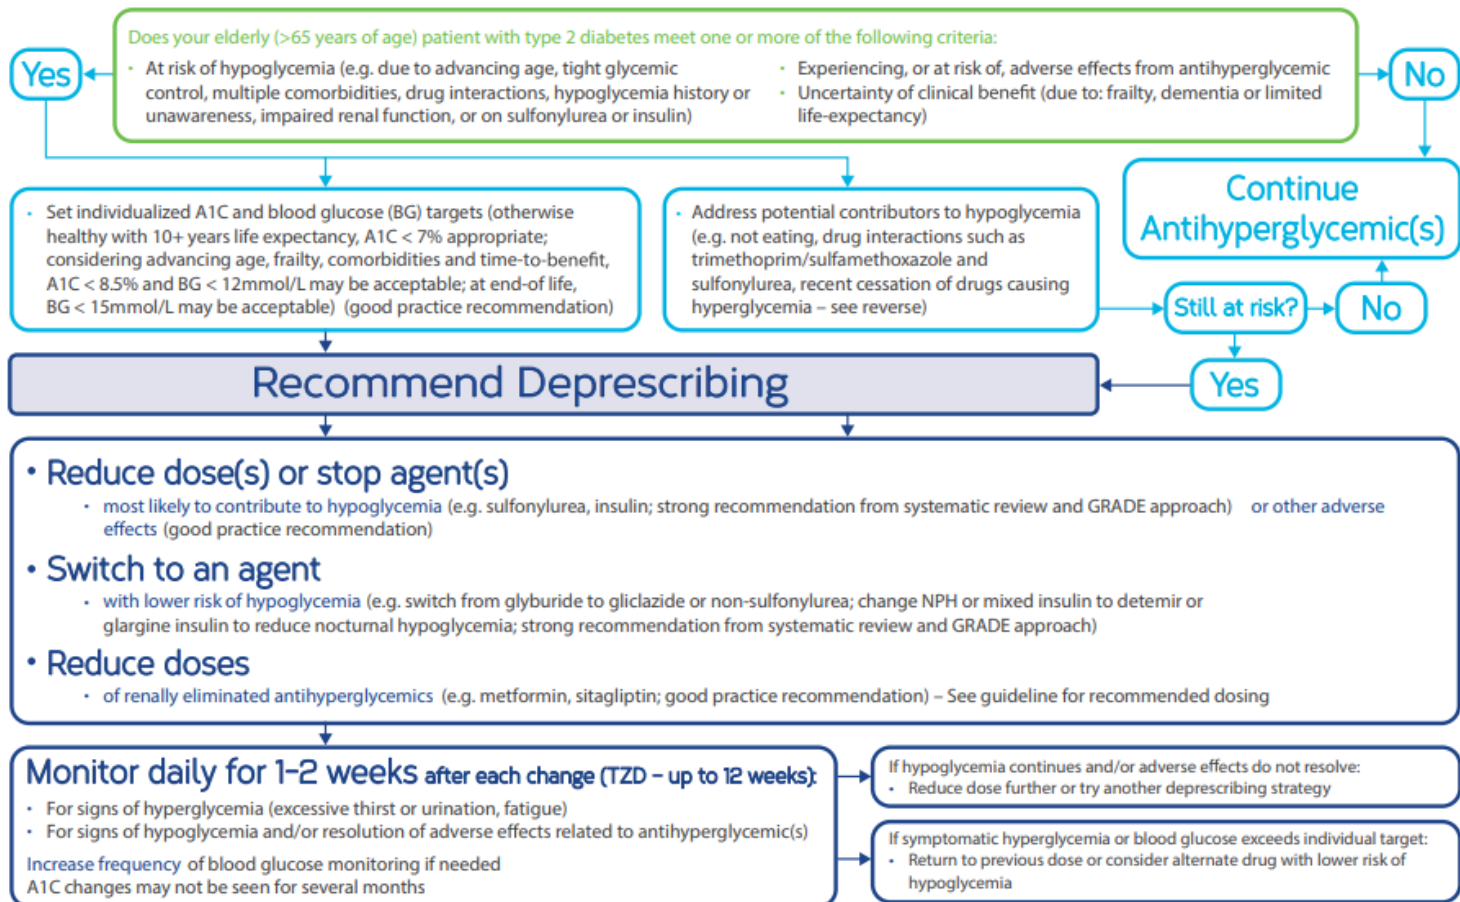 Does your elderly (>65 years of age) patient with type 2 diabetes meet one or more of the following criteria:
Yes
• At risk of hypoglycemia (e.g. due to advancing age, tight glycemic
control, multiple comorbidities, drug interactions, hypoglycemia history or
unawareness, impaired renal function, or on sulfonylurea or insulin)
• Experiencing, or at risk of, adverse effects from antihyperglycemic
• Uncertainty of clinical benefit (due to: frailty, dementia or limited
life-expectancy)
No
• Set individualized A1C and blood glucose (BG) targets (otherwise
healthy with 10+ years life expectancy, A1C < 7% appropriate;
considering advancing age, frailty, comorbidities and time-to-benefit,
A1C < 8.5% and BG < 12mmol/L may be acceptable; at end-of life,
BG < 15mmol/L may be acceptable) (good practice recommendation)
• Address potential contributors to hypoglycemia
(e.g. not eating, drug interactions such as
trimethoprim/sulfamethoxazole and
sulfonylurea, recent cessation of drugs causing
hyperglycemia – see reverse)
Continue
Antihyperglycemic(s)
Still at risk?
No
Yes
Recommend Deprescribing
• Reduce dose(s) or stop agent(s)
• most likely to contribute to hypoglycemia (e.g. sulfonylurea, insulin; strong recommendation from systematic review and GRADE approach) or other adverse
effects (good practice recommendation)
• Switch to an agent
• with lower risk of hypoglycemia (e.g. switch from glyburide to gliclazide or non-sulfonylurea; change NPH or mixed insulin to detemir or
glargine insulin to reduce nocturnal hypoglycemia; strong recommendation from systematic review and GRADE approach)
• Reduce doses
• of renally eliminated antihyperglycemics (e.g. metformin, sitagliptin; good practice recommendation) – See guideline for recommended dosing
Monitor daily for 1-2 weeks after each change (TZD – up to 12 weeks):
• For signs of hyperglycemia (excessive thirst or urination, fatigue)
• For signs of hypoglycemia and/or resolution of adverse effects related to antihyperglycemic(s)
Increase frequency of blood glucose monitoring if needed
A1C changes may not be seen for several months
If hypoglycemia continues and/or adverse effects do not resolve:
• Reduce dose further or try another deprescribing strategy
If symptomatic hyperglycemia or blood glucose exceeds individual target:
• Return to previous dose or consider alternate drug with lower risk of
hypoglycemia